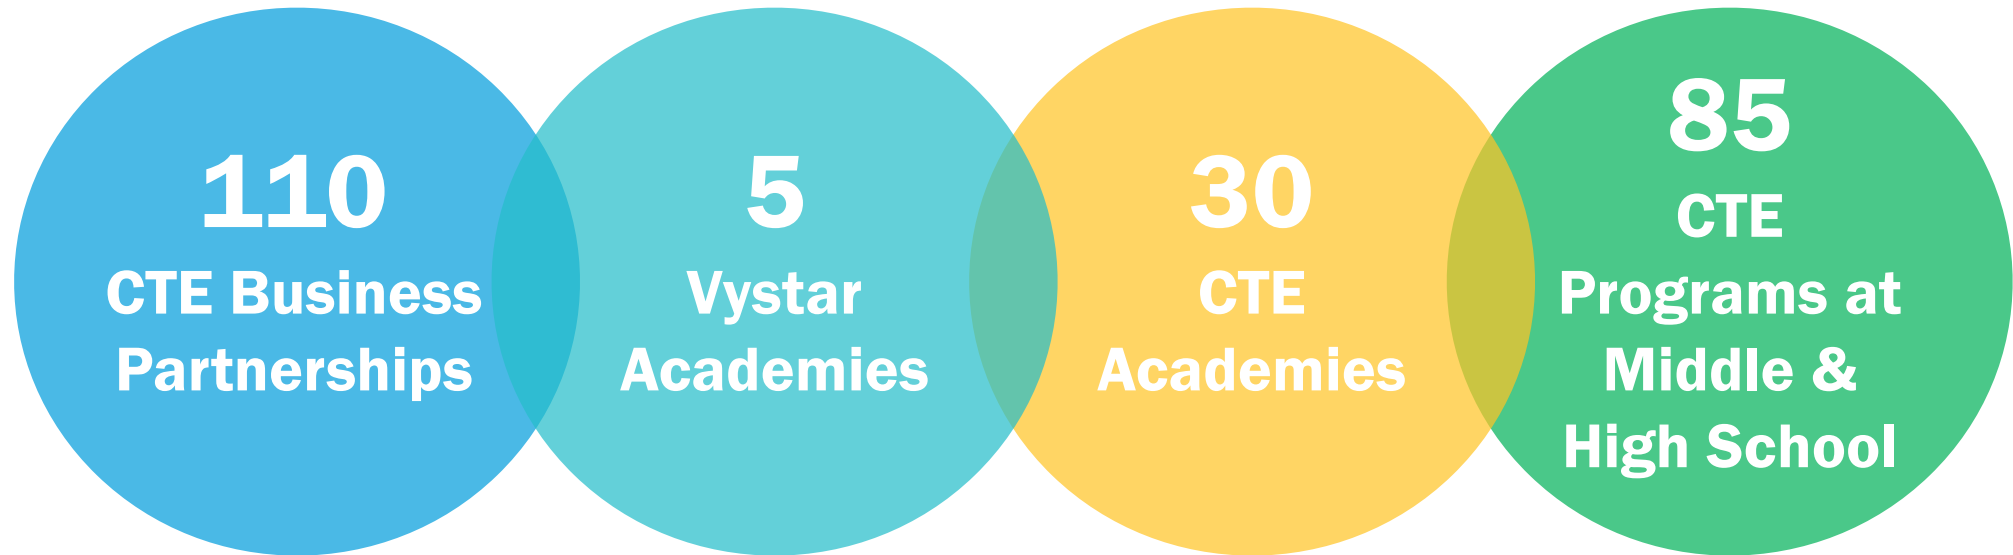 110
CTE Business
Partnerships
5
Vystar
Academies
30
CTE
Academies
85
CTE
Programs at
Middle &
High School